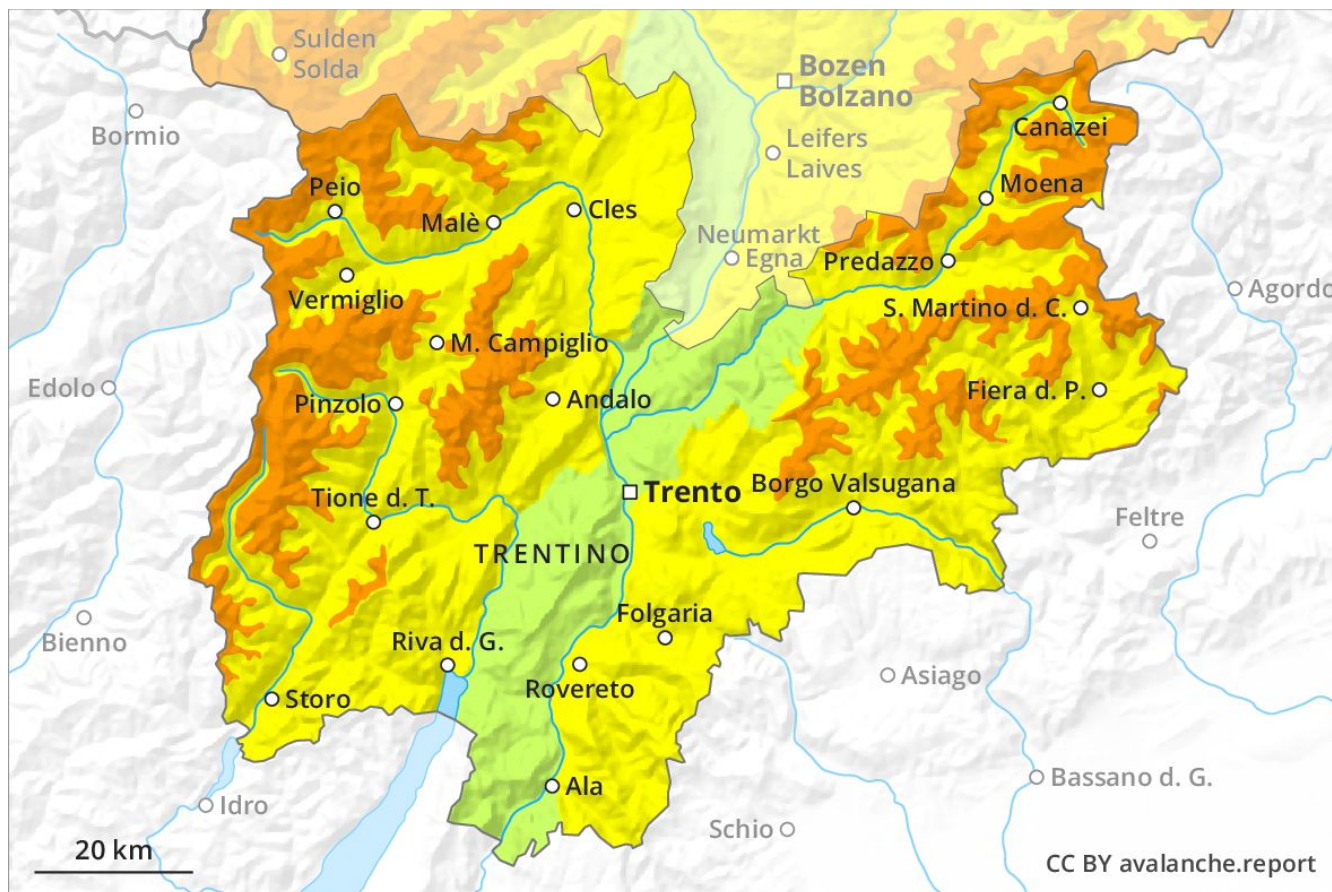 Sulden
Solda
Bozen
Bolzano
Bormio
Canazei
Leifers
Laives
Peio
Moena
Malè
Cles
Neumarkt
Egna
Predazzo
Vermiglio
Agordo
S. Martino d. C.
M. Campiglio
Edolo
Pinzolo
Andalo
Fiera d. P.
Trento
Borgo Valsugana
Tione d. T.
Feltre
TRENTINO
Folgaria
Bienno
Riva d. G.
Asiago
Rovereto
Storo
Bassano d. G.
Ala
Idro
Schio
20 km
CC BY avalanche.report